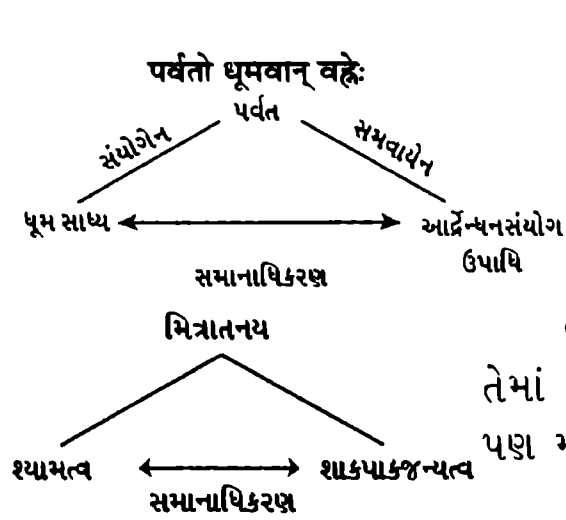 पर्वतो धूमवान् वह्नेः
પર્વત
સંયોગેન સમવાયેન
ધૂમ સાધ્ય આર્દ્રેન્ધનસંયોગ
ઉપાધિ
સમાનાધિકરણ
મિત્રાતનય
તેમાં
પણ
શ્યામત્વ શાકપાકજન્યત્વ
સમાનાધિકરણ